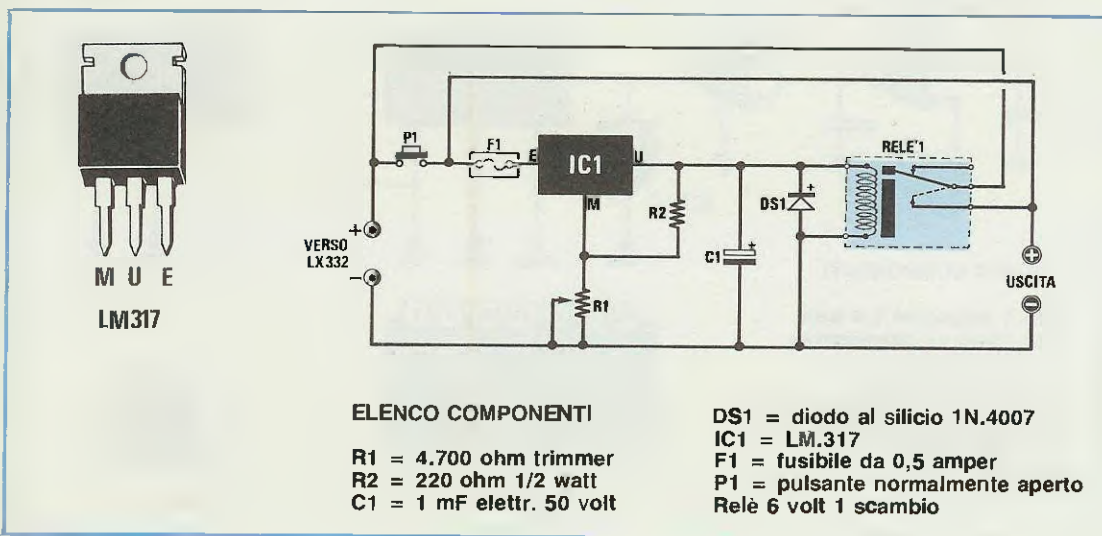 M U E
LM317
P1
F1
E
IC1
U
M
R2
R1
C1
+
DS1
+
RELE'1
VERSO
LX332
+
-
USCITA
+
-
ELENCO COMPONENTI
R1 = 4.700 ohm trimmer
R2 = 220 ohm 1/2 watt
C1 = 1 mF elettr. 50 volt
DS1 = diodo al silicio 1N.4007
IC1 = LM.317
F1 = fusibile da 0,5 amper
P1 = pulsante normalmente aperto
Relè 6 volt 1 scambio